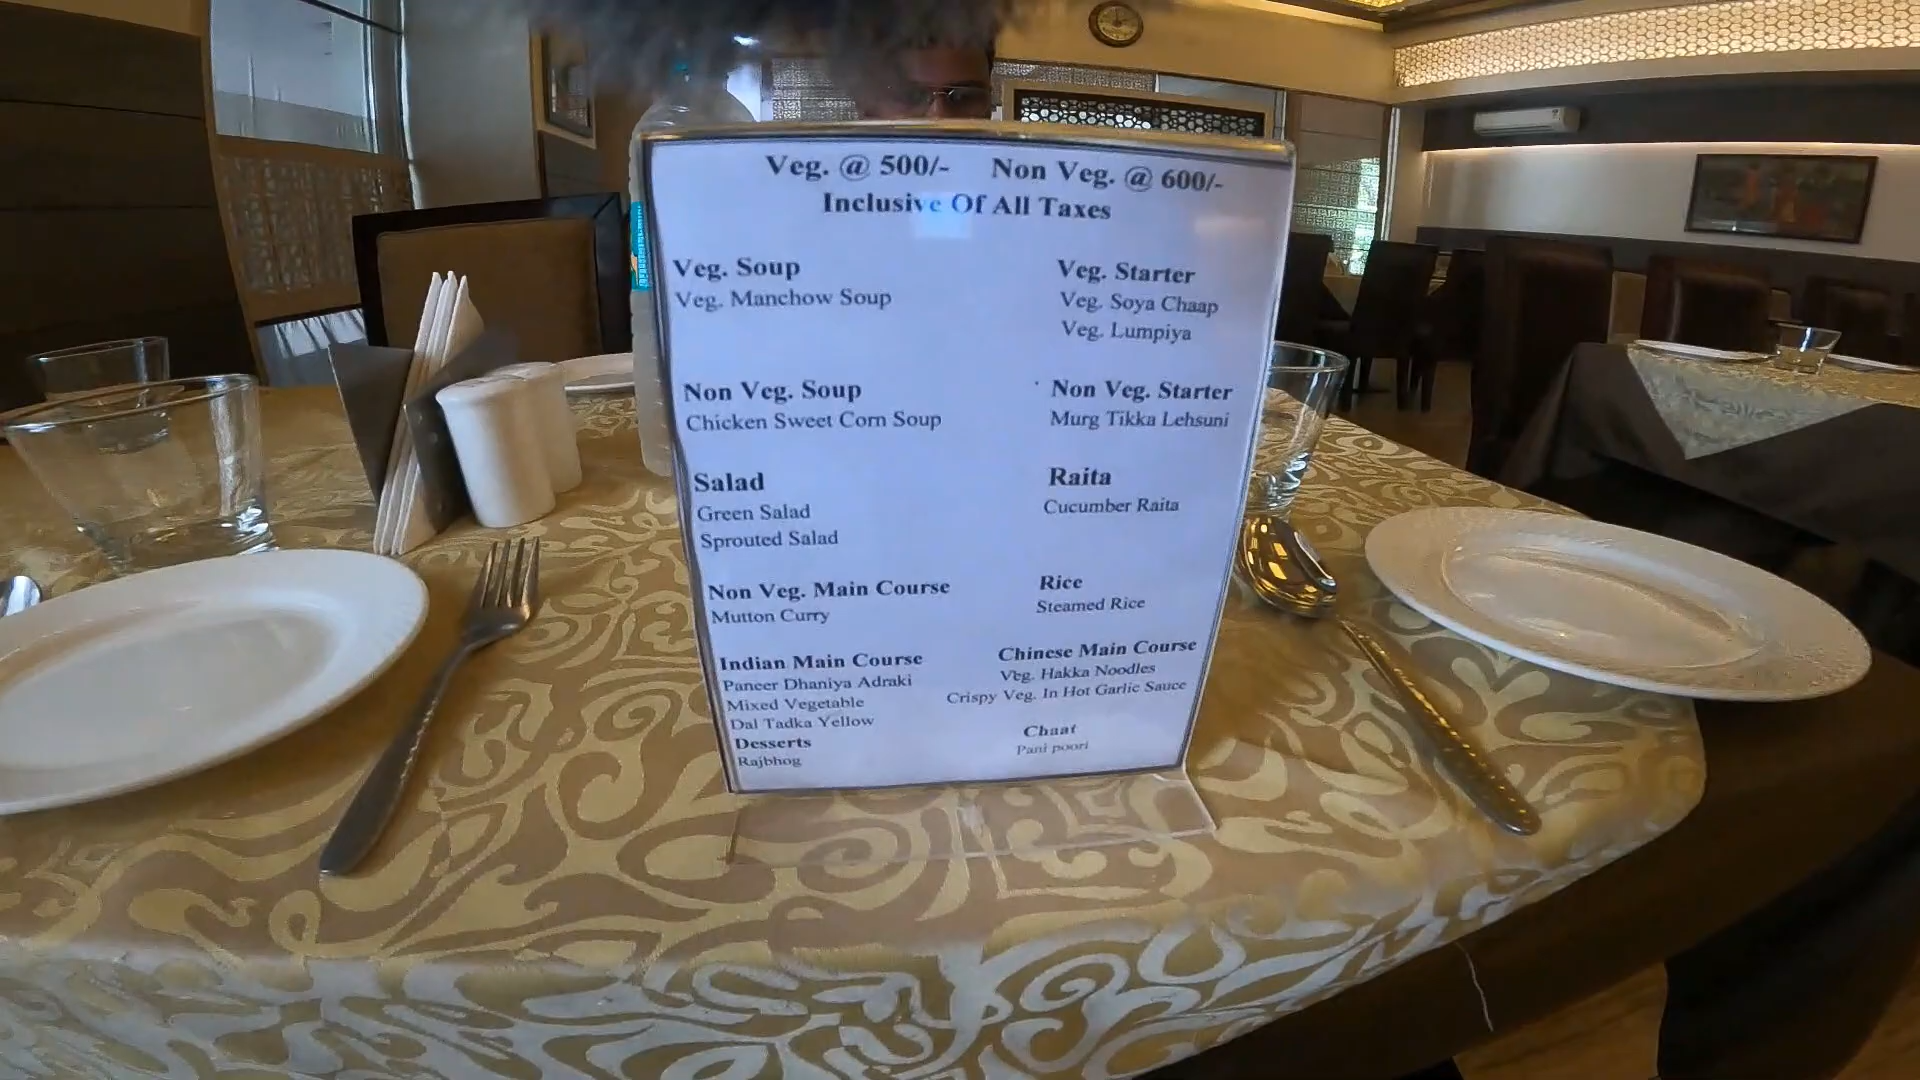 Veg. @ 500/- Non Veg. @ 600/-
Inclusive Of All Taxes
Veg. Soup
Veg. Manchow Soup
Veg. Starter
Veg. Soya Chaap
Veg. Lumpiya
Non Veg. Soup
Chicken Sweet Corn Soup
Non Veg. Starter
Murg Tikka Lehsuni
Salad
Green Salad
Sprouted Salad
Raita
Cucumber Raita
Non Veg. Main Course
Mutton Curry
Rice
Steamed Rice
Indian Main Course
Paneer Dhaniya Adraki
Mixed Vegetable
Dal Tadka Yellow
Chinese Main Course
Veg. Hakka Noodles
Crispy Veg. In Hot Garlic Sauce
Desserts
Rajbhog
Chaat
Pani poori